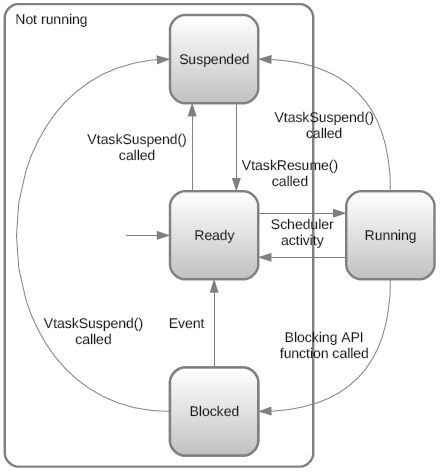 Not running
Suspended
VtaskSuspend()
called
VtaskSuspend()
called
VtaskResume()
called
Ready
Scheduler
activity
Running
VtaskSuspend()
called
Event
Blocking API
function called
Blocked